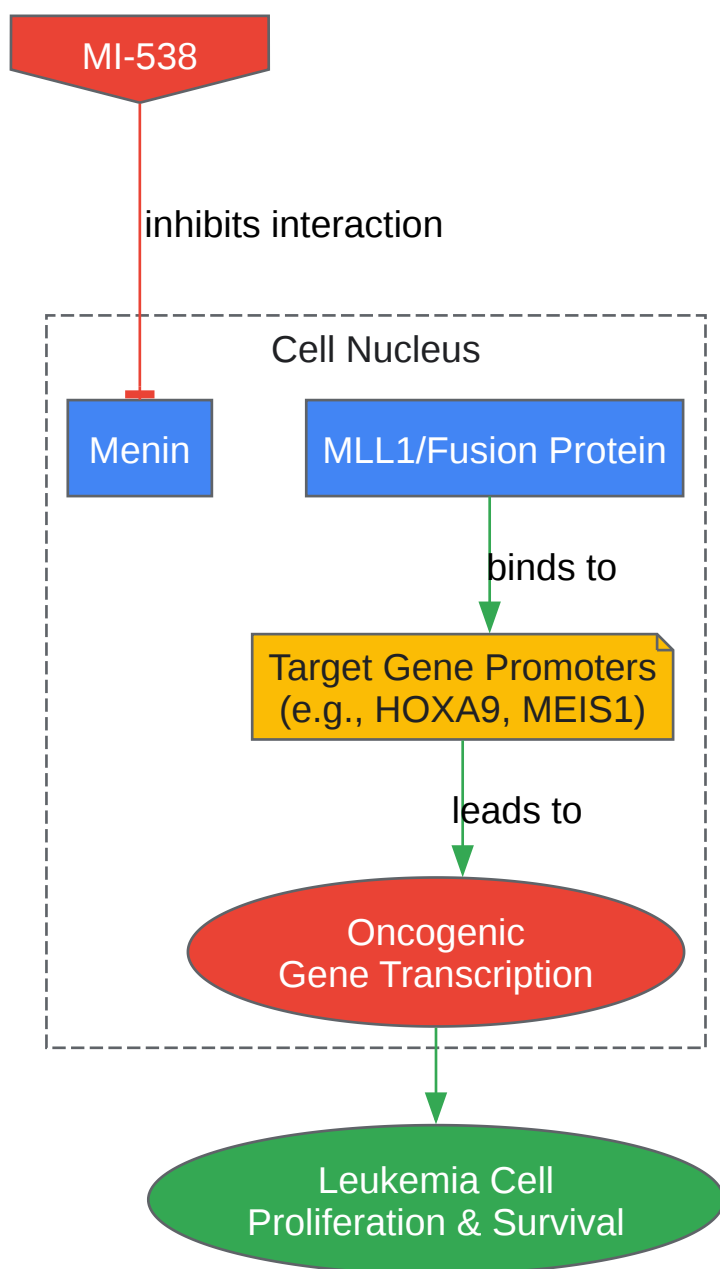 MI-538
inhibits interaction
Cell Nucleus
Menin
MLL1/Fusion Protein
binds to
Target Gene Promoters
(e.g., HOXA9, MEIS1)
leads to
Oncogenic
Gene Transcription
Leukemia Cell
Proliferation & Survival